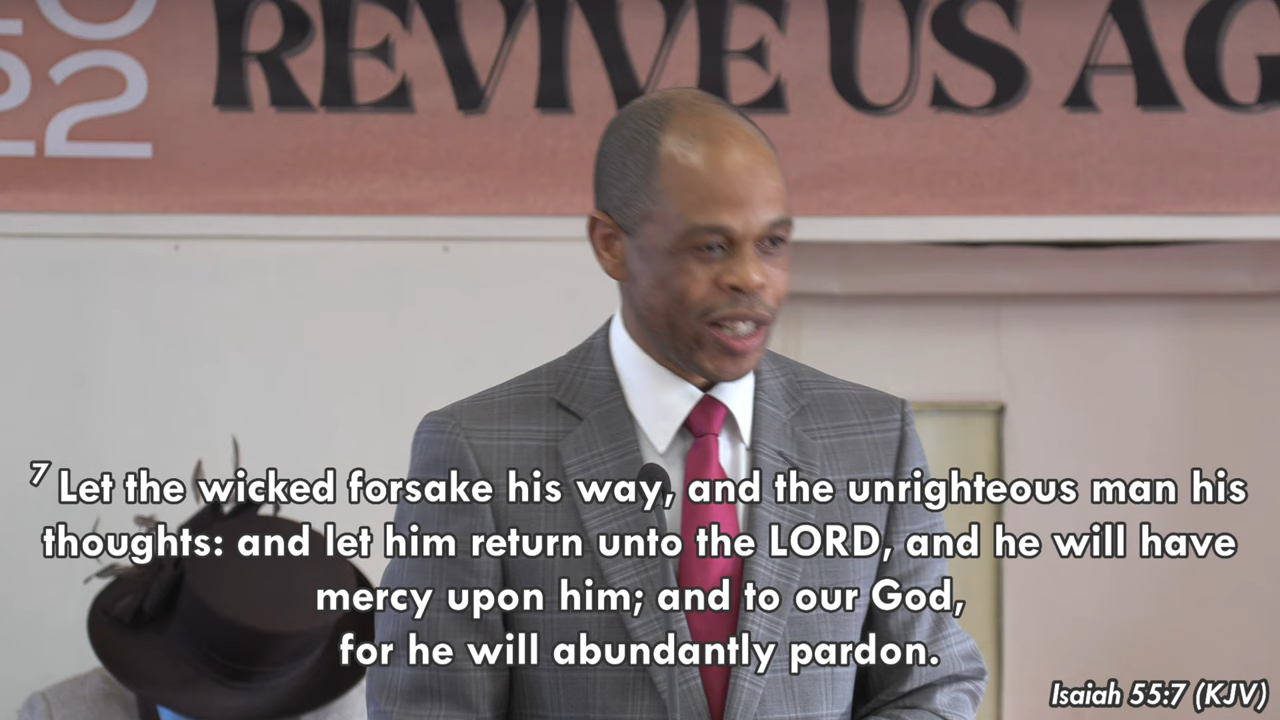 REVIVE US AG
22
7 Let the wicked forsake his way, and the unrighteous man his
thoughts: and let him return unto the LORD, and he will have
mercy upon him; and to our God,
for he will abundantly pardon.
Isaiah 55:7 (KJV)